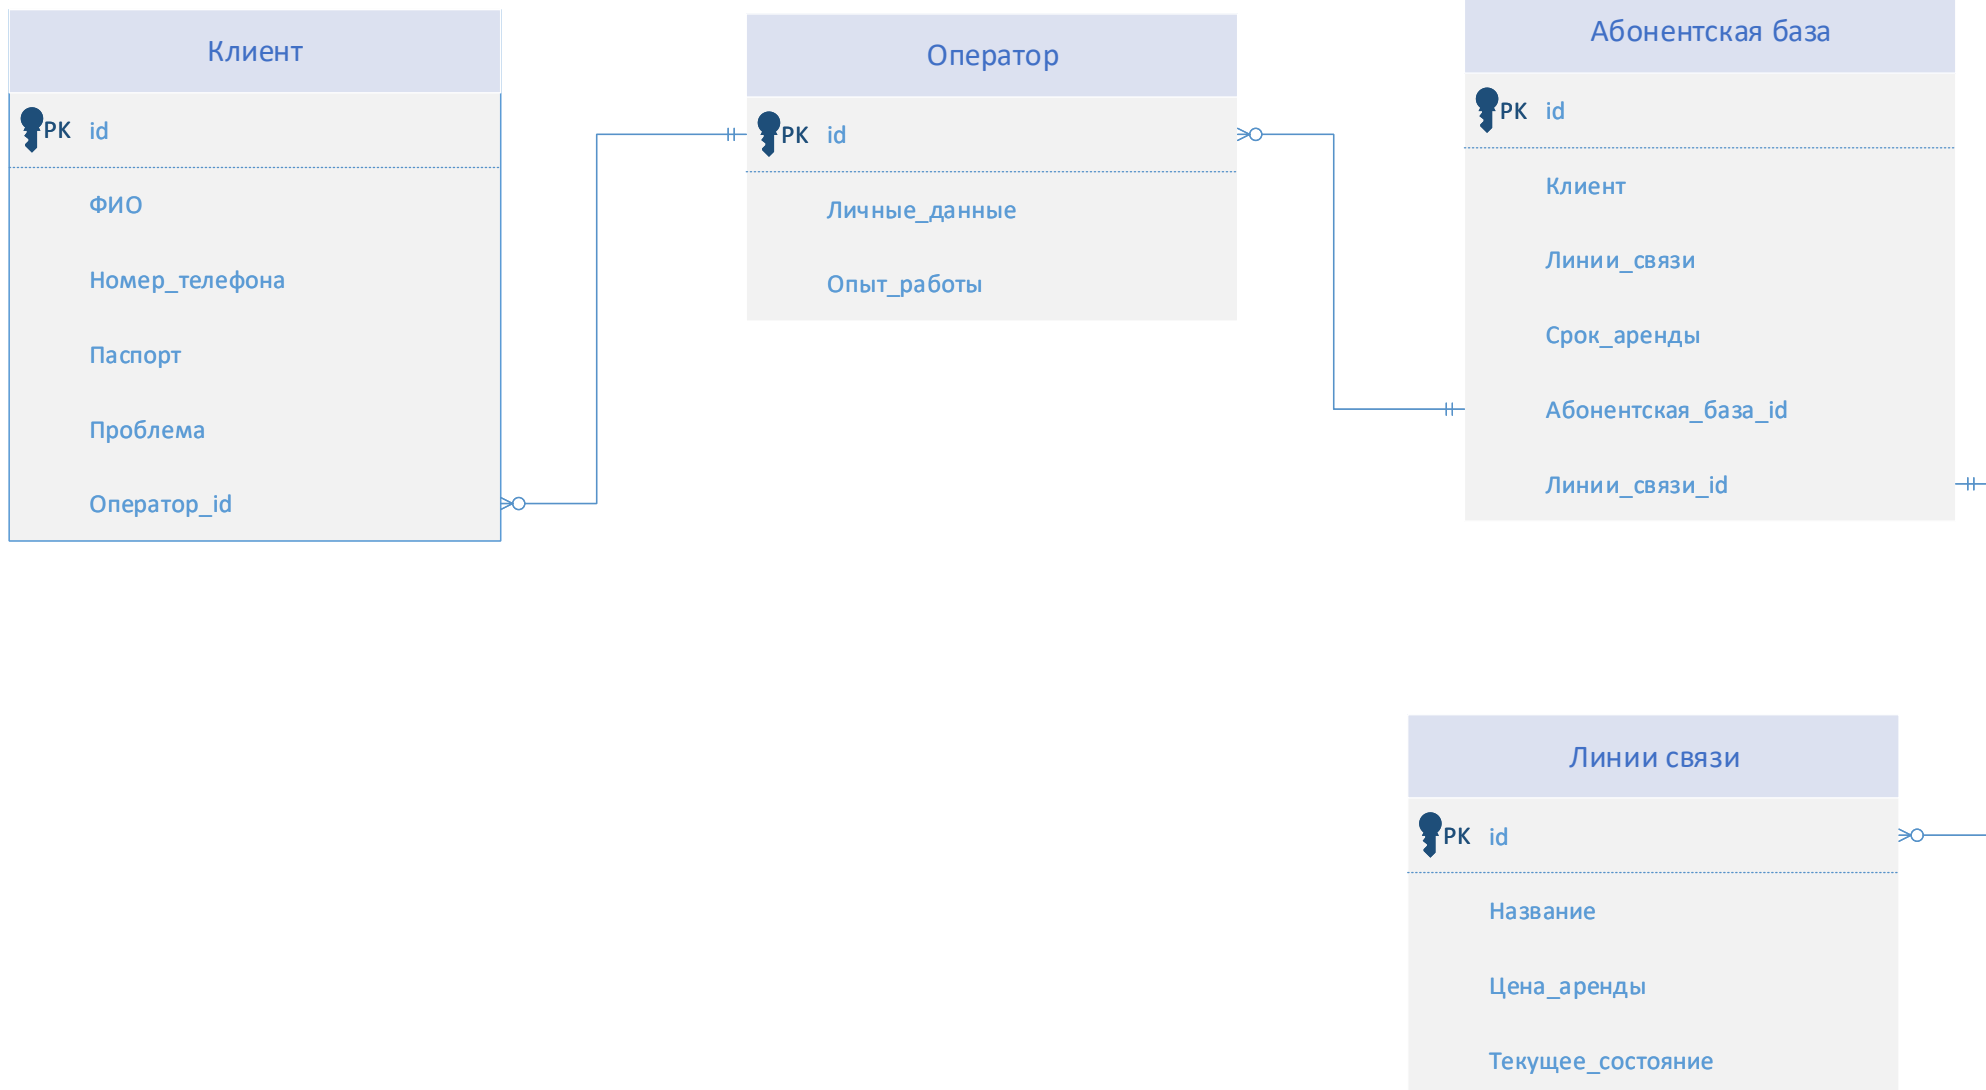 Клиент
PK id
ФИО
Номер_телефона
Паспорт
Проблема
Оператор_id
Оператор
PK id
Личные_данные
Опыт_работы
Абонентская база
PK id
Клиент
Линии_связи
Срок_аренды
Абонентская_база_id
Линии_связи_id
Линии связи
PK id
Название
Цена_аренды
Текущее_состояние